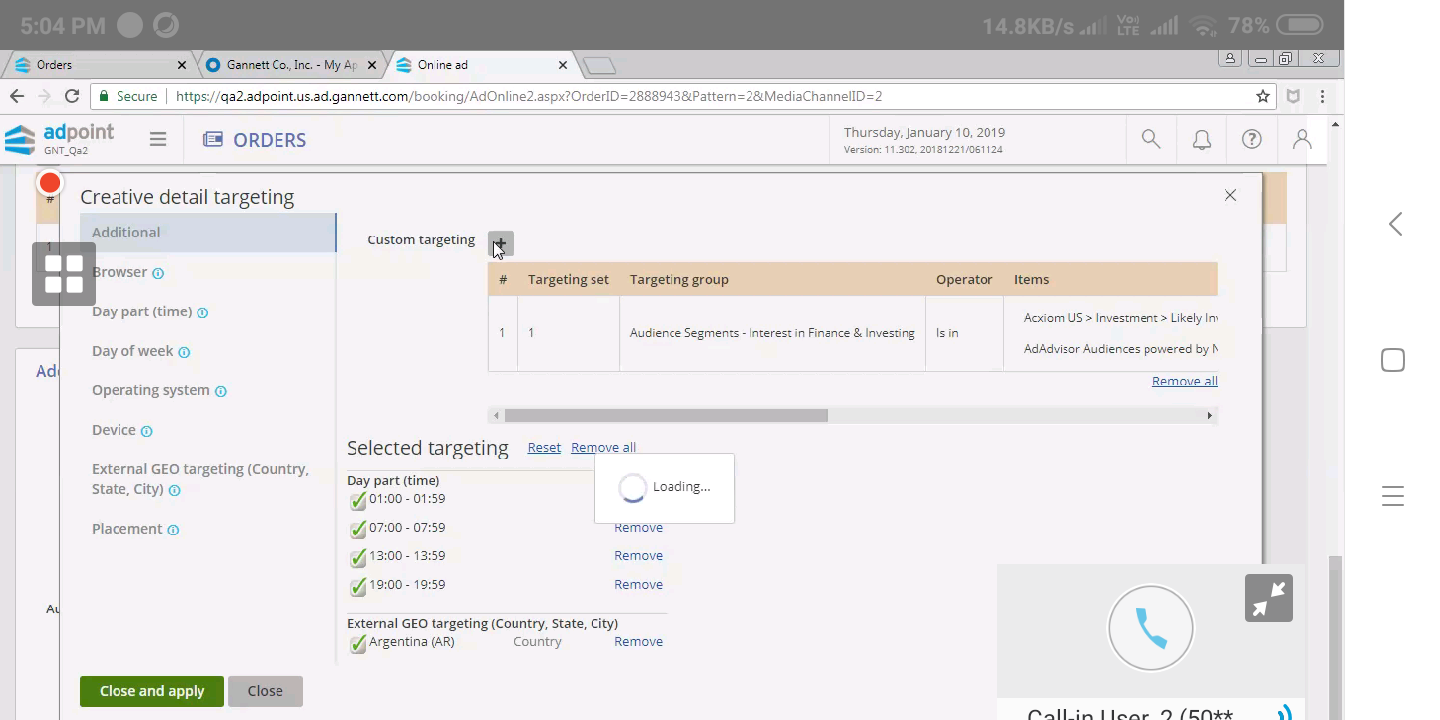 5:04 PM
14.8KB/s
Vo)
LTE
78%
Orders
Gannett Co., Inc. - My Ap
Online ad
Secure
https://qa2.adpoint.us.ad.gannett.com/booking/AdOnline2.aspx?OrderID=2888943&Pattern=2&MediaChannelID=2
adpoint
GNT_Qa2
ORDERS
Thursday, January 10, 2019
Version: 11.302, 20181221/061124
#
1
Ad
Au
Creative detail targeting
Additional
Browser
Day part (time)
Day of week
Operating system
Device
External GEO targeting (Country,
State, City)
Placement
Custom targeting
# Targeting set Targeting group Operator Items
1 1 Audience Segments - Interest in Finance & Investing Is in
Acxiom US > Investment > Likely Inv
AdAdvisor Audiences powered by N
Remove all
Selected targeting Reset Remove all
Loading...
Day part (time)
01:00 - 01:59
07:00 - 07:59 Remove
13:00 - 13:59 Remove
19:00 - 19:59 Remove
External GEO targeting (Country, State, City)
Argentina (AR) Country Remove
Close and apply
Close
Call-in User_2 (50**